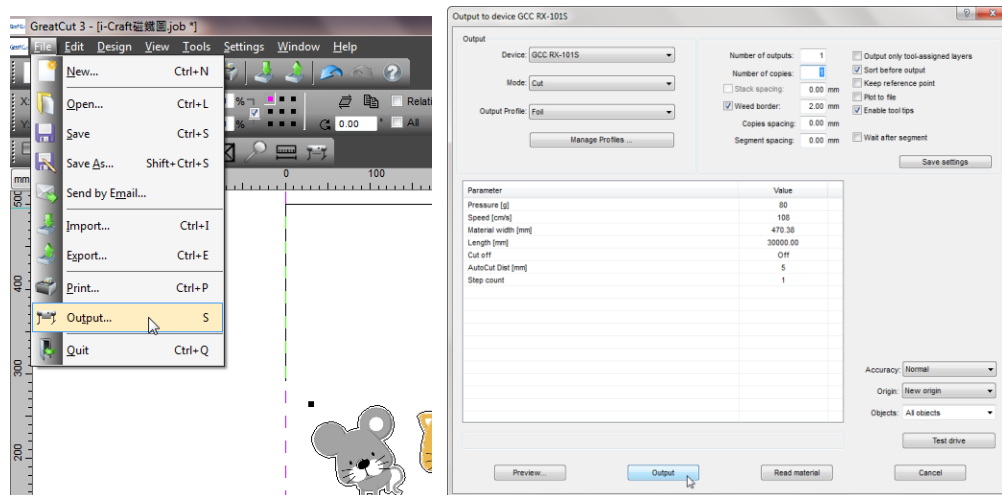 GreatCut 3 - [i-Craft磁鐵圖.job *]
File Edit Design View Tools Settings Window Help
New... Ctrl+N
Open... Ctrl+L
Save Ctrl+S
Save As... Shift+Ctrl+S
Send by Email...
Import... Ctrl+I
Export... Ctrl+E
Print... Ctrl+P
Output... S
Quit Ctrl+Q
X:
Y:
%
%
0.00 °
Relati
All
mm
0 100
500
400
300
200
Output to device GCC RX-101S
Output
Device: GCC RX-101S
Mode: Cut
Output Profile: Foil
Manage Profiles ...
Number of outputs: 1
Number of copies: 1
Stack spacing: 0.00 mm
Weed border: 2.00 mm
Copies spacing: 0.00 mm
Segment spacing: 0.00 mm
Output only tool-assigned layers
Sort before output
Keep reference point
Plot to file
Enable tool tips
Wait after segment
Save settings
Parameter Value
Pressure [g] 80
Speed [cm/s] 108
Material width [mm] 470.38
Length [mm] 30000.00
Cut off Off
AutoCut Dist [mm] 5
Step count 1
Accuracy: Normal
Origin: New origin
Objects: All objects
Test drive
Preview... Output Read material Cancel